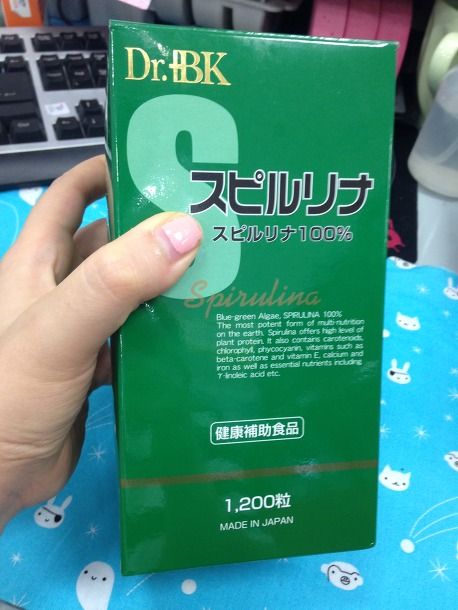 Dr.BK
S
スピルリナ
スピルリナ100%
Spirulina
Blue-green Algae, SPIRULINA 100%
The most potent form of multi-nutrition
on the earth. Spirulina offers high level of
plant protein. It also contains carotenoids,
chlorophyll, phycocyanin, vitamins such as
beta-carotene and vitamin E, calcium and
iron as well as essential nutrients including
γ-linoleic acid etc.
健康補助食品
1,200粒
MADE IN JAPAN